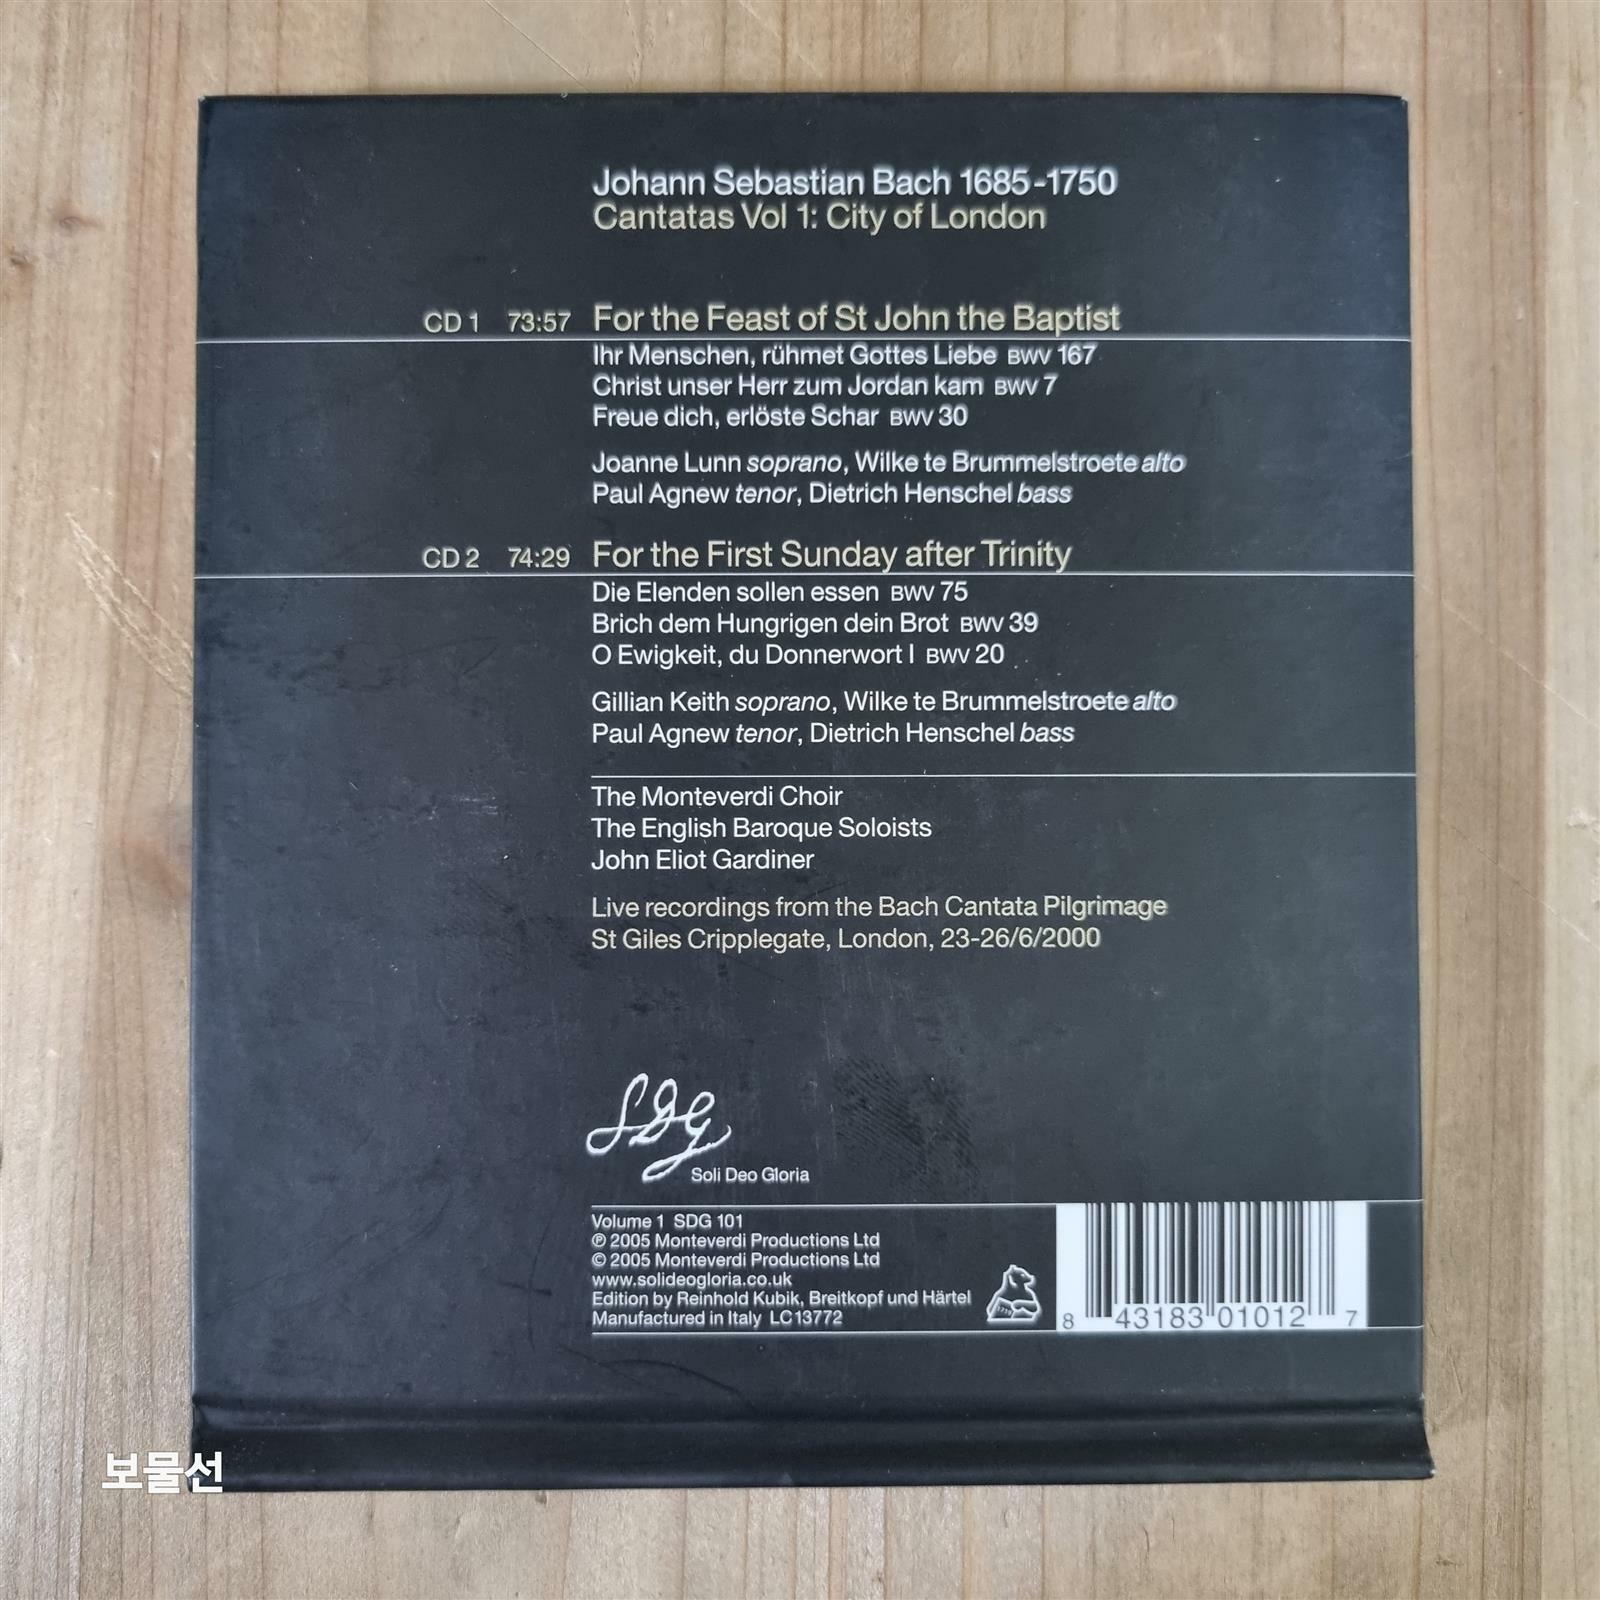 Johann Sebastian Bach 1685-1750
Cantatas Vol 1: City of London
CD 1 73:57 For the Feast of St John the Baptist
Ihr Menschen, rühmet Gottes Liebe BWV 167
Christ unser Herr zum Jordan kam BWV 7
Freue dich, erlöste Schar BWV 30
Joanne Lunn soprano, Wilke te Brummelstroete alto
Paul Agnew tenor, Dietrich Henschel bass
CD 2 74:29 For the First Sunday after Trinity
Die Elenden sollen essen BWV 75
Brich dem Hungrigen dein Brot BWV 39
O Ewigkeit, du Donnerwort I BWV 20
Gillian Keith soprano, Wilke te Brummelstroete alto
Paul Agnew tenor, Dietrich Henschel bass
The Monteverdi Choir
The English Baroque Soloists
John Eliot Gardiner
Live recordings from the Bach Cantata Pilgrimage
St Giles Cripplegate, London, 23-26/6/2000
SDG
Soli Deo Gloria
Volume 1 SDG 101
℗ 2005 Monteverdi Productions Ltd
© 2005 Monteverdi Productions Ltd
www.solideogloria.co.uk
Edition by Reinhold Kubik, Breitkopf und Härtel
Manufactured in Italy LC13772
1719
8 43183 01012 7
보물선